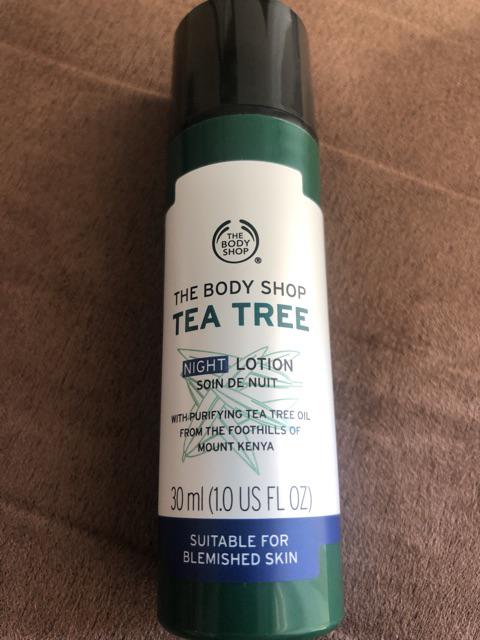 THE
BODY
SHOP
®
THE BODY SHOP
TEA TREE
NIGHT LOTION
SOIN DE NUIT
WITH PURIFYING TEA TREE OIL
FROM THE FOOTHILLS OF
MOUNT KENYA
30 ml (1.0 US FL OZ)
SUITABLE FOR
BLEMISHED SKIN